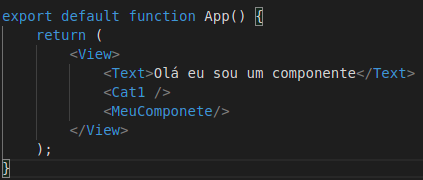 export default function App() {
return (
<View>
<Text>Olá eu sou um componente</Text>
<Cat1 />
<MeuComponete/>
</View>
);
}